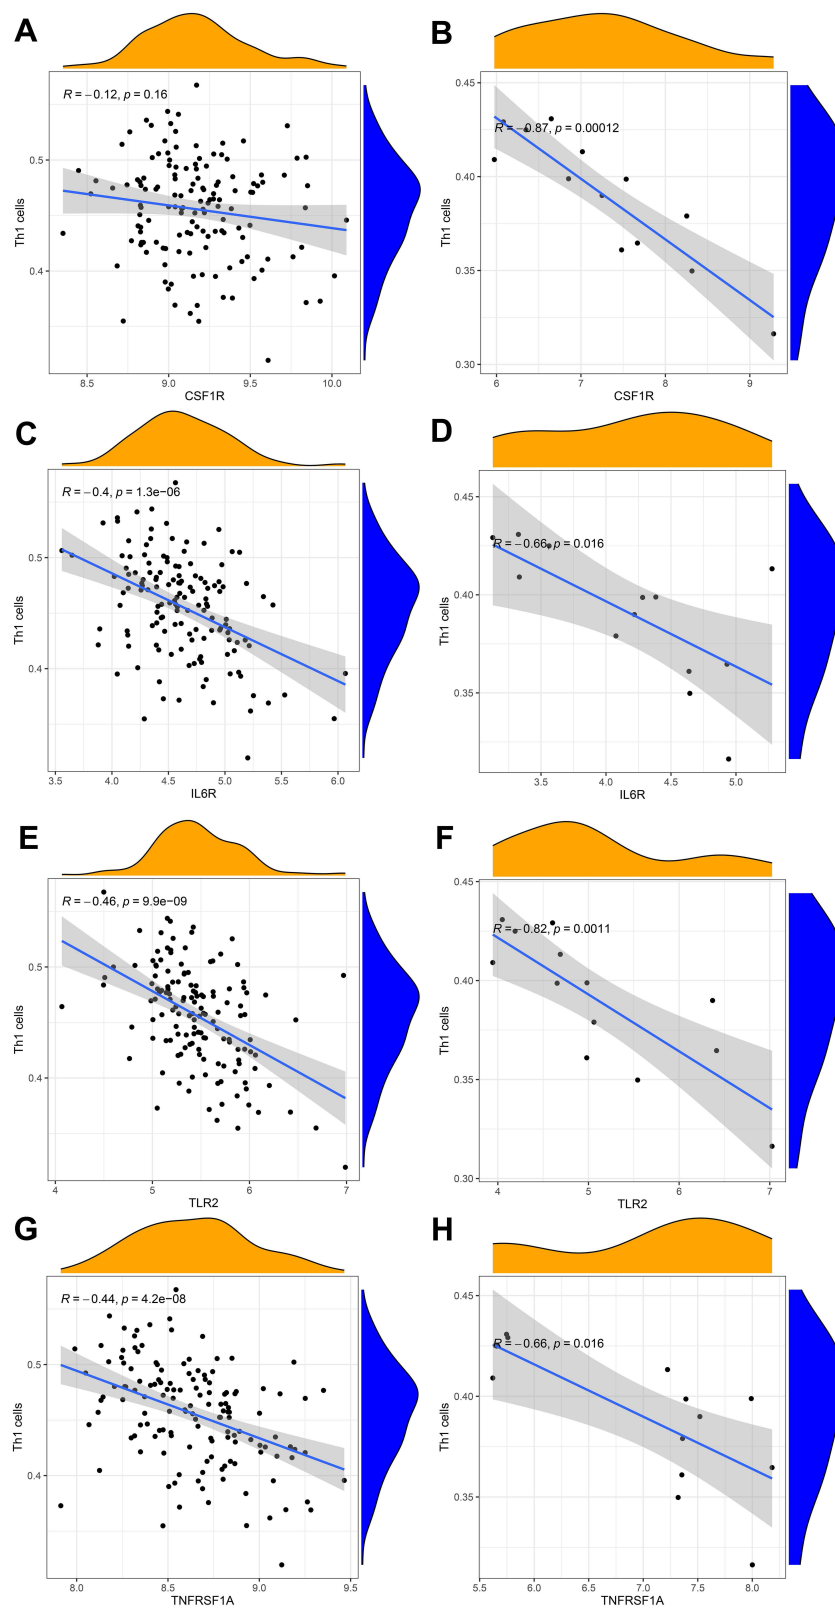 A
R = −0.12, p = 0.16
0.5
0.4
Th1 cells
8.5 9.0 9.5 10.0
CSF1R
B
R = −0.87, p = 0.00012
0.45
0.40
0.35
0.30
Th1 cells
6 7 8 9
CSF1R
C
R = −0.4, p = 1.3e−06
0.5
0.4
Th1 cells
3.5 4.0 4.5 5.0 5.5 6.0
IL6R
D
R = −0.66, p = 0.016
0.45
0.40
0.35
Th1 cells
3.5 4.0 4.5 5.0
IL6R
E
R = −0.46, p = 9.9e−09
0.5
0.4
Th1 cells
4 5 6 7
TLR2
F
R = −0.82, p = 0.0011
0.45
0.40
0.35
0.30
Th1 cells
4 5 6 7
TLR2
G
R = −0.44, p = 4.2e−08
0.5
0.4
Th1 cells
8.0 8.5 9.0 9.5
TNFRSF1A
H
R = −0.66, p = 0.016
0.45
0.40
0.35
Th1 cells
5.5 6.0 6.5 7.0 7.5 8.0
TNFRSF1A